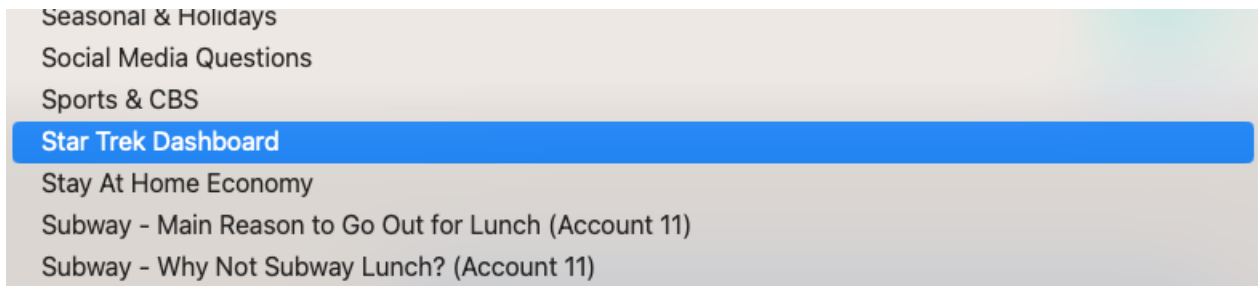 Seasonal & Holidays
Social Media Questions
Sports & CBS
Star Trek Dashboard
Stay At Home Economy
Subway - Main Reason to Go Out for Lunch (Account 11)
Subway - Why Not Subway Lunch? (Account 11)